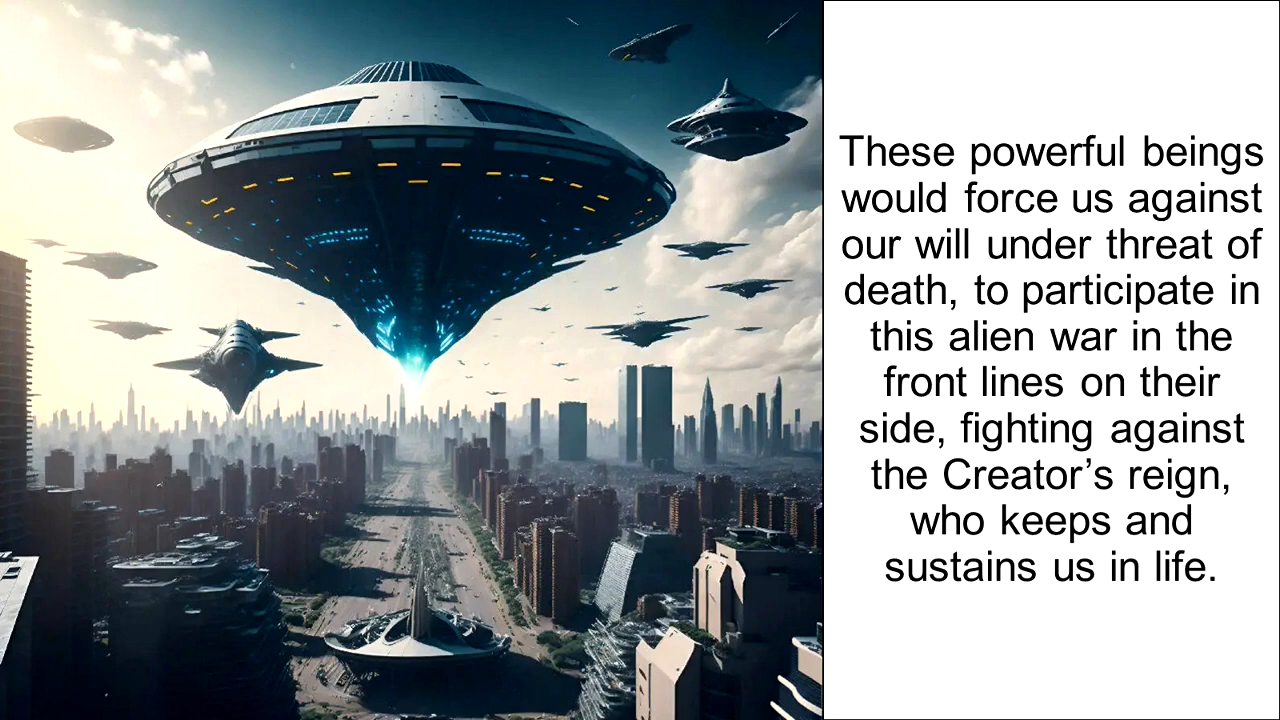 These powerful beings
would force us against
our will under threat of
death, to participate in
this alien war in the
front lines on their
side, fighting against
the Creator’s reign,
who keeps and
sustains us in life.